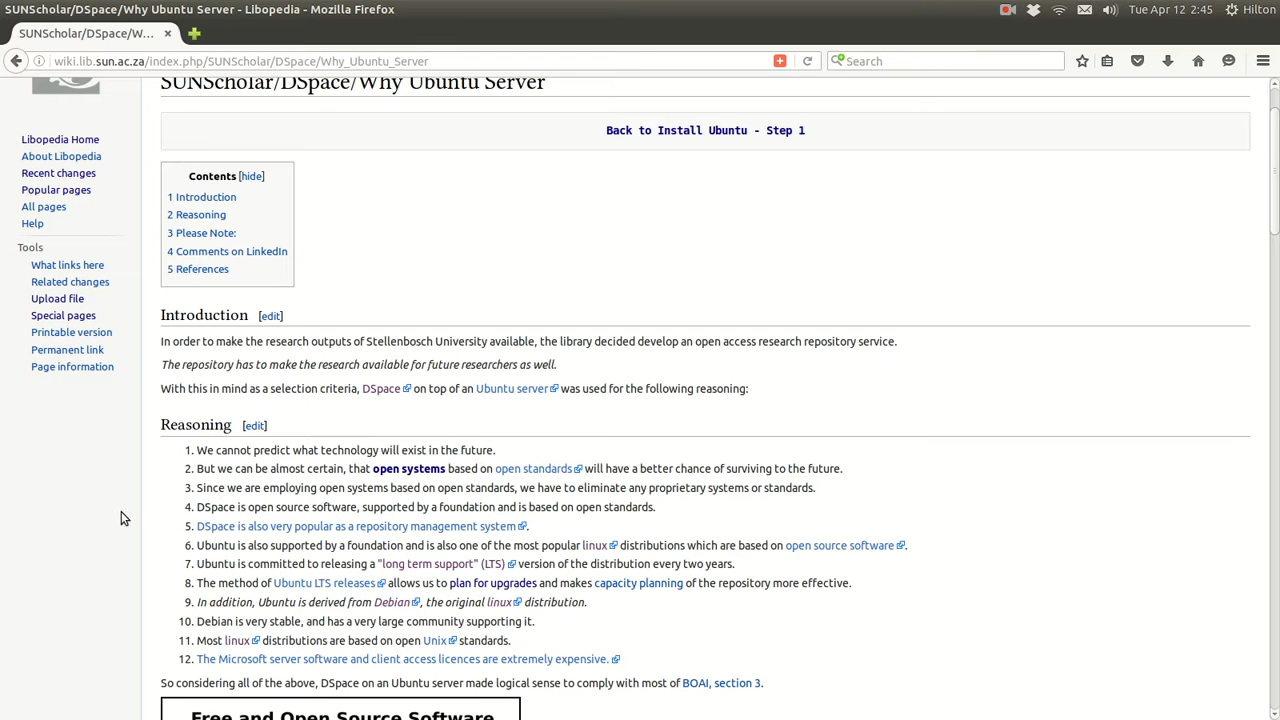 SUNScholar/DSpace/Why Ubuntu Server - Libopedia - Mozilla Firefox
Tue Apr 12 2:45 Hilton
SUNScholar/DSpace/W...
wiki.lib.sun.ac.za/index.php/SUNScholar/DSpace/Why_Ubuntu_Server
Search
SUNScholar/DSpace/Why Ubuntu Server
Back to Install Ubuntu - Step 1
Libopedia Home
About Libopedia
Recent changes
Popular pages
All pages
Help
Tools
What links here
Related changes
Upload file
Special pages
Printable version
Permanent link
Page information
Contents [hide]
1 Introduction
2 Reasoning
3 Please Note:
4 Comments on LinkedIn
5 References
Introduction [edit]
In order to make the research outputs of Stellenbosch University available, the library decided develop an open access research repository service.
The repository has to make the research available for future researchers as well.
With this in mind as a selection criteria, DSpace on top of an Ubuntu server was used for the following reasoning:
Reasoning [edit]
1. We cannot predict what technology will exist in the future.
2. But we can be almost certain, that open systems based on open standards will have a better chance of surviving to the future.
3. Since we are employing open systems based on open standards, we have to eliminate any proprietary systems or standards.
4. DSpace is open source software, supported by a foundation and is based on open standards.
5. DSpace is also very popular as a repository management system.
6. Ubuntu is also supported by a foundation and is also one of the most popular linux distributions which are based on open source software.
7. Ubuntu is committed to releasing a "long term support" (LTS) version of the distribution every two years.
8. The method of Ubuntu LTS releases allows us to plan for upgrades and makes capacity planning of the repository more effective.
9. In addition, Ubuntu is derived from Debian, the original linux distribution.
10. Debian is very stable, and has a very large community supporting it.
11. Most linux distributions are based on open Unix standards.
12. The Microsoft server software and client access licences are extremely expensive.
So considering all of the above, DSpace on an Ubuntu server made logical sense to comply with most of BOAI, section 3.
Free and Open Source Software